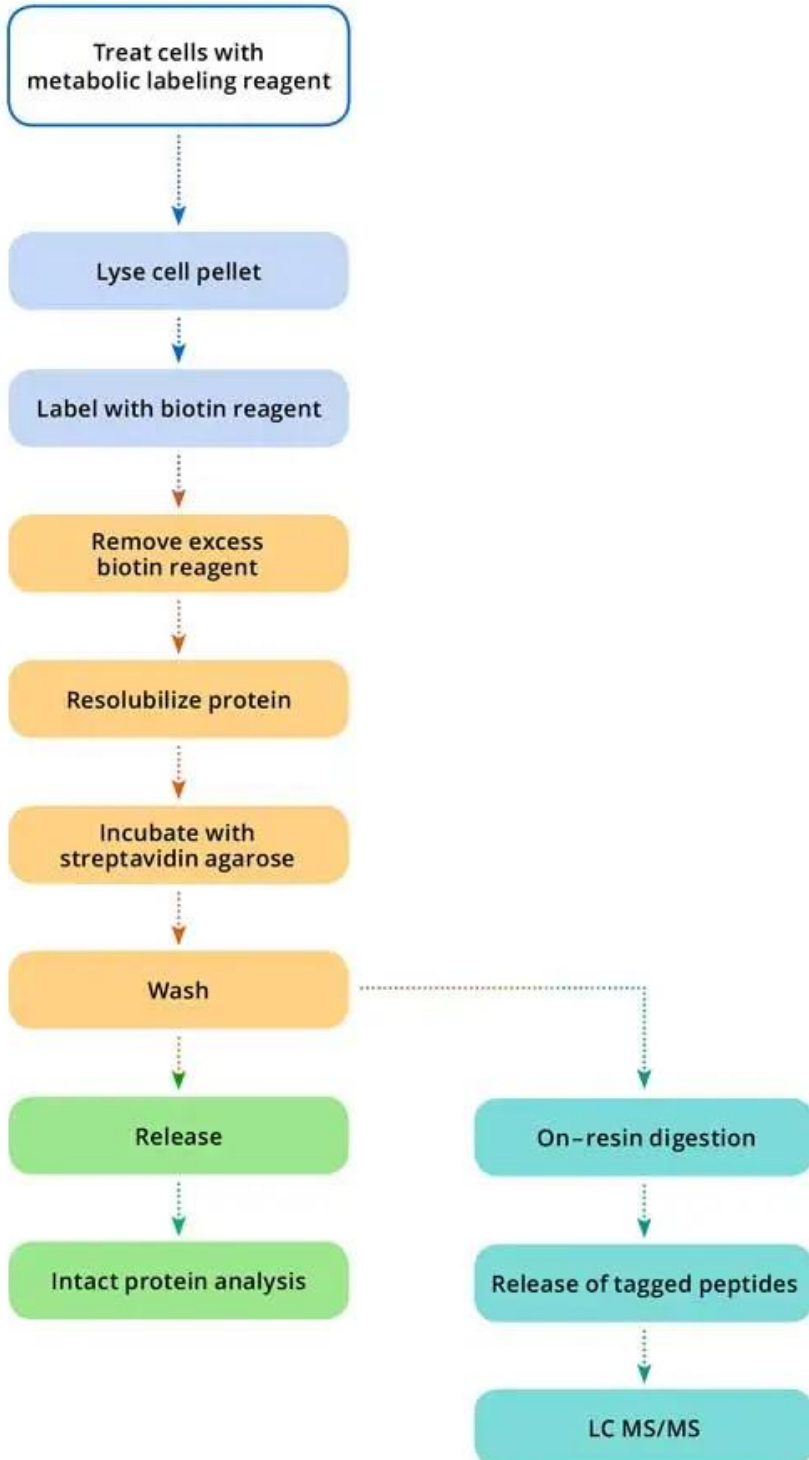 Treat cells with
metabolic labeling reagent
Lyse cell pellet
Label with biotin reagent
Remove excess
biotin reagent
Resolubilize protein
Incubate with
streptavidin agarose
Wash
Release
Intact protein analysis
On-resin digestion
Release of tagged peptides
LC MS/MS